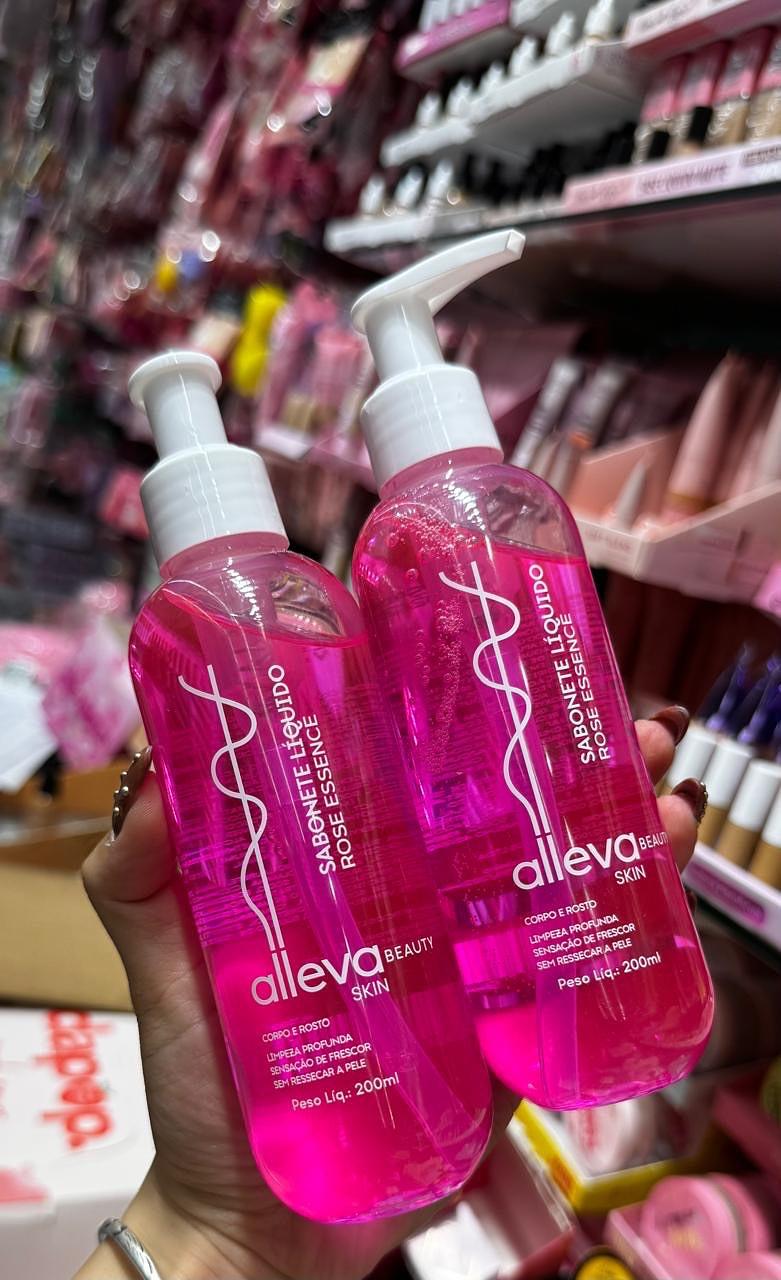 SABONETE LÍQUIDO
ROSE ESSENCE
alleva BEAUTY
SKIN
CORPO E ROSTO
LIMPEZA PROFUNDA
SENSAÇÃO DE FRESCOR
SEM RESSECAR A PELE
Peso Líq.: 200ml
SABONETE LÍQUIDO
ROSE ESSENCE
alleva BEAUTY
SKIN
CORPO E ROSTO
LIMPEZA PROFUNDA
SENSAÇÃO DE FRESCOR
SEM RESSECAR A PELE
Peso Líq.: 200ml